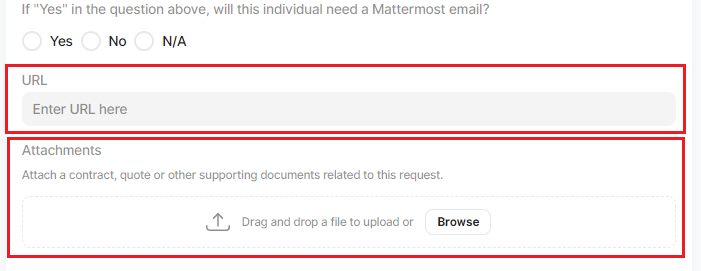 If "Yes" in the question above, will this individual need a Mattermost email?
Yes No N/A
URL
Enter URL here
Attachments
Attach a contract, quote or other supporting documents related to this request.
Drag and drop a file to upload or Browse